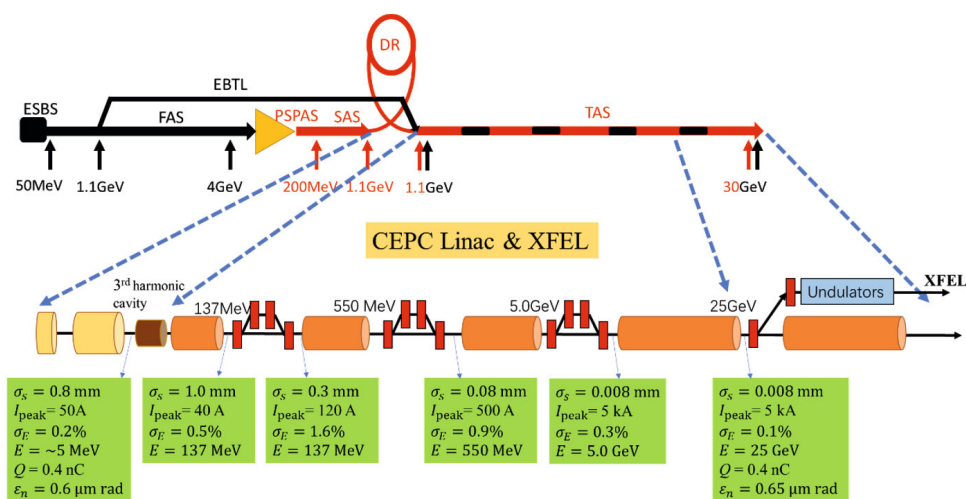 DR
EBTL
ESBS
FAS
PSPAS
SAS
TAS
50MeV
1.1GeV
4GeV
200MeV
1.1GeV
1.1GeV
30GeV
CEPC Linac & XFEL
3rd harmonic
cavity
137MeV
550 MeV
5.0GeV
25GeV
Undulators
XFEL
σs = 0.8 mm
Ipeak= 50A
σE = 0.2%
E = ~5 MeV
Q = 0.4 nC
εn = 0.6 μm rad
σs = 1.0 mm
Ipeak= 40 A
σE = 0.5%
E = 137 MeV
σs = 0.3 mm
Ipeak= 120 A
σE = 1.6%
E = 137 MeV
σs = 0.08 mm
Ipeak= 500 A
σE = 0.9%
E = 550 MeV
σs = 0.008 mm
Ipeak= 5 kA
σE = 0.3%
E = 5.0 GeV
σs = 0.008 mm
Ipeak= 5 kA
σE = 0.1%
E = 25 GeV
Q = 0.4 nC
εn = 0.65 μm rad